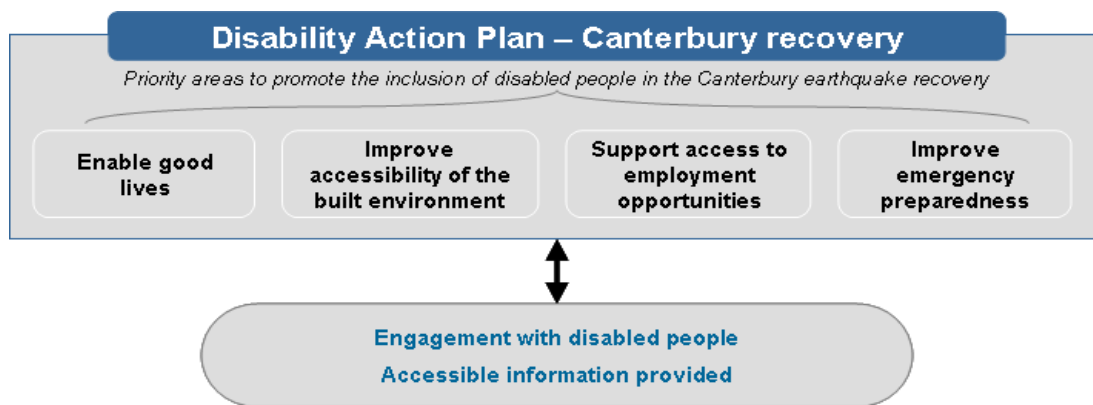 Disability Action Plan – Canterbury recovery
Priority areas to promote the inclusion of disabled people in the Canterbury earthquake recovery
Enable good
lives
Improve
accessibility of the
built environment
Support access to
employment
opportunities
Improve
emergency
preparedness
Engagement with disabled people
Accessible information provided